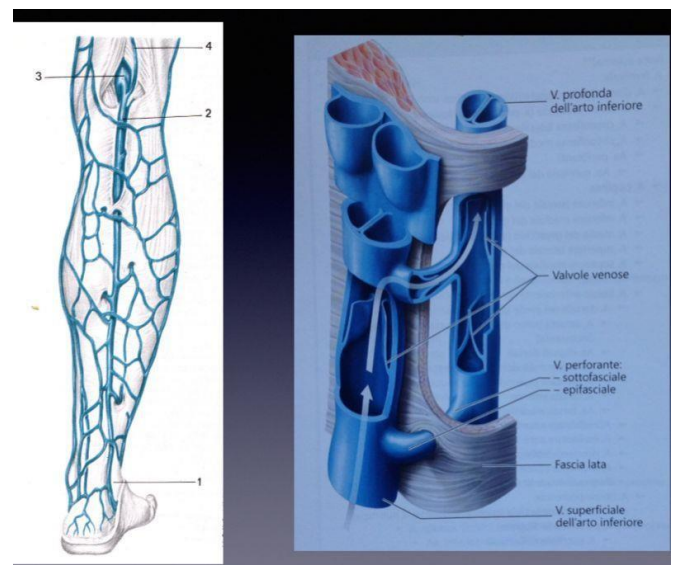 4
3
2
1
V. profonda
dell'arto inferiore
Valvole venose
V. perforante:
– sottofasciale
– epifasciale
Fascia lata
V. superficiale
dell'arto inferiore